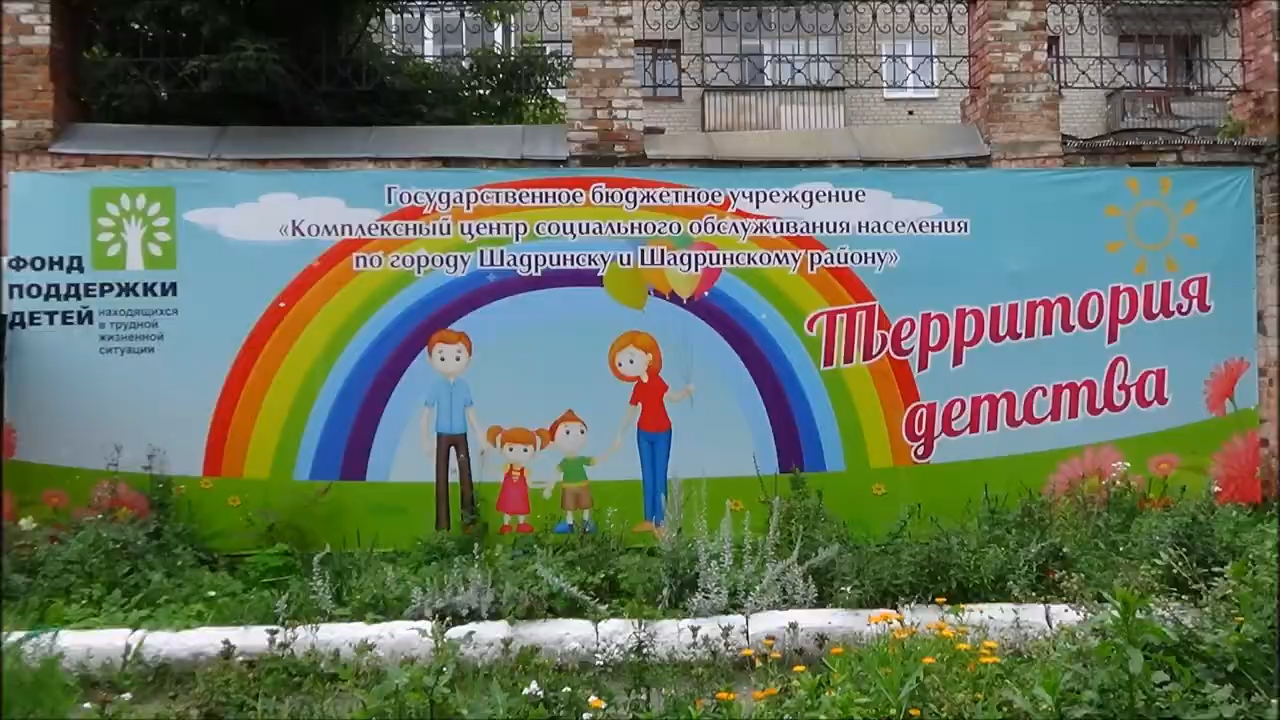 Государственное бюджетное учреждение
«Комплексный центр социального обслуживания населения
по городу Шадринску и Шадринскому району»
ФОНД
ПОДДЕРЖКИ
ДЕТЕЙ
находящихся
в трудной
жизненной
ситуации
Территория
детства